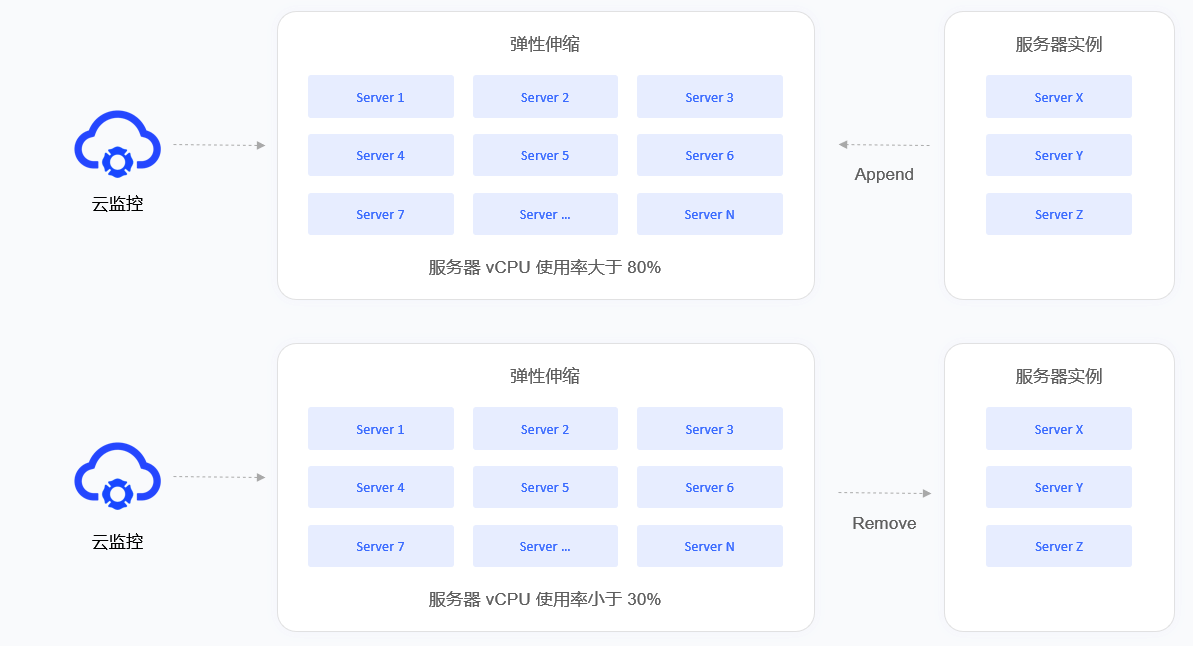 弹性伸缩
服务器实例
Server 1
Server 2
Server 3
Server X
Server 4
Server 5
Server 6
Server Y
Append
云监控
Server 7
Server ...
Server N
Server Z
服务器 vCPU 使用率大于 80%
弹性伸缩
服务器实例
Server 1
Server 2
Server 3
Server X
Server 4
Server 5
Server 6
Server Y
Remove
云监控
Server 7
Server ...
Server N
Server Z
服务器 vCPU 使用率小于 30%